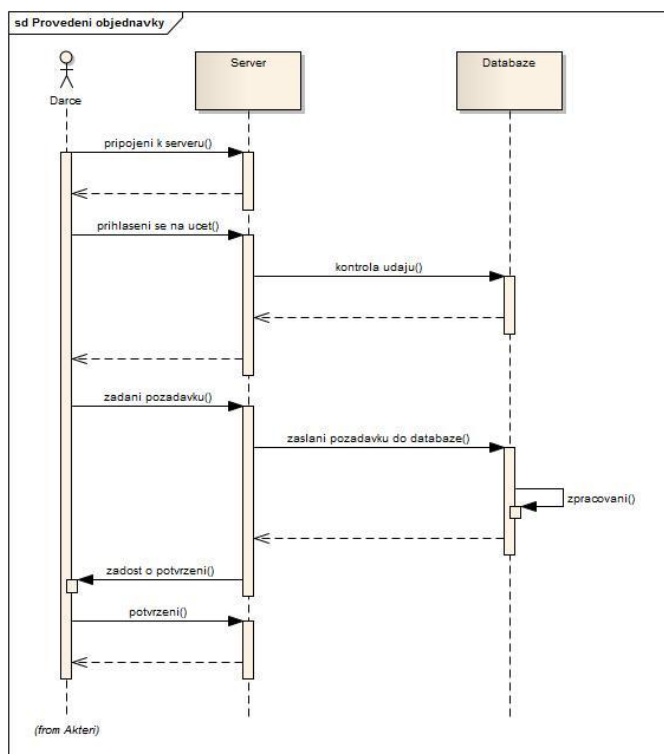 sd Provedeni objednavky
Darce
Server
Databaze
pripojeni k serveru()
prihlaseni se na ucet()
kontrola udaju()
zadani pozadavku()
zaslani pozadavku do databaze()
zpracovani()
zadost o potvrzeni()
potvrzeni()
(from Akteri)